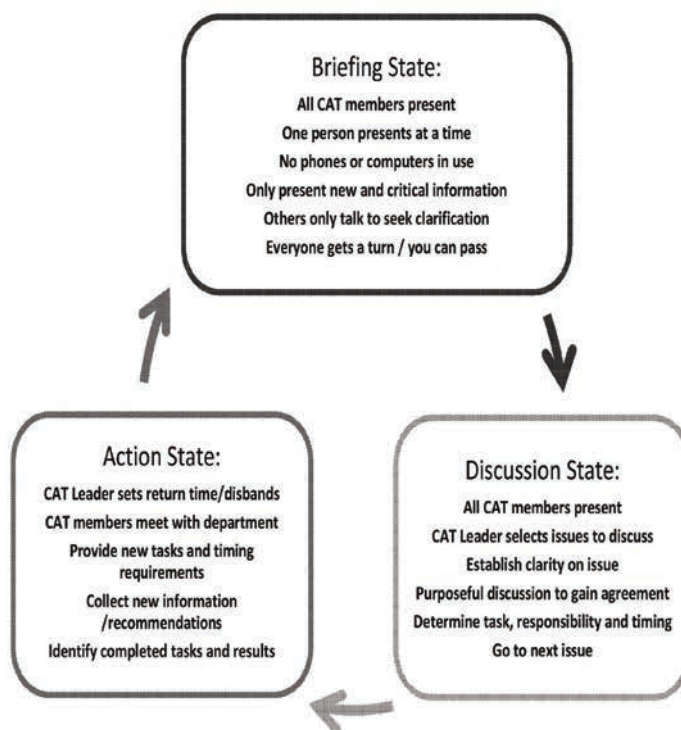 Briefing State:
All CAT members present
One person presents at a time
No phones or computers in use
Only present new and critical information
Others only talk to seek clarification
Everyone gets a turn / you can pass
Action State:
CAT Leader sets return time/disbands
CAT members meet with department
Provide new tasks and timing
requirements
Collect new information
/recommendations
Identify completed tasks and results
Discussion State:
All CAT members present
CAT Leader selects issues to discuss
Establish clarity on issue
Purposeful discussion to gain agreement
Determine task, responsibility and timing
Go to next issue